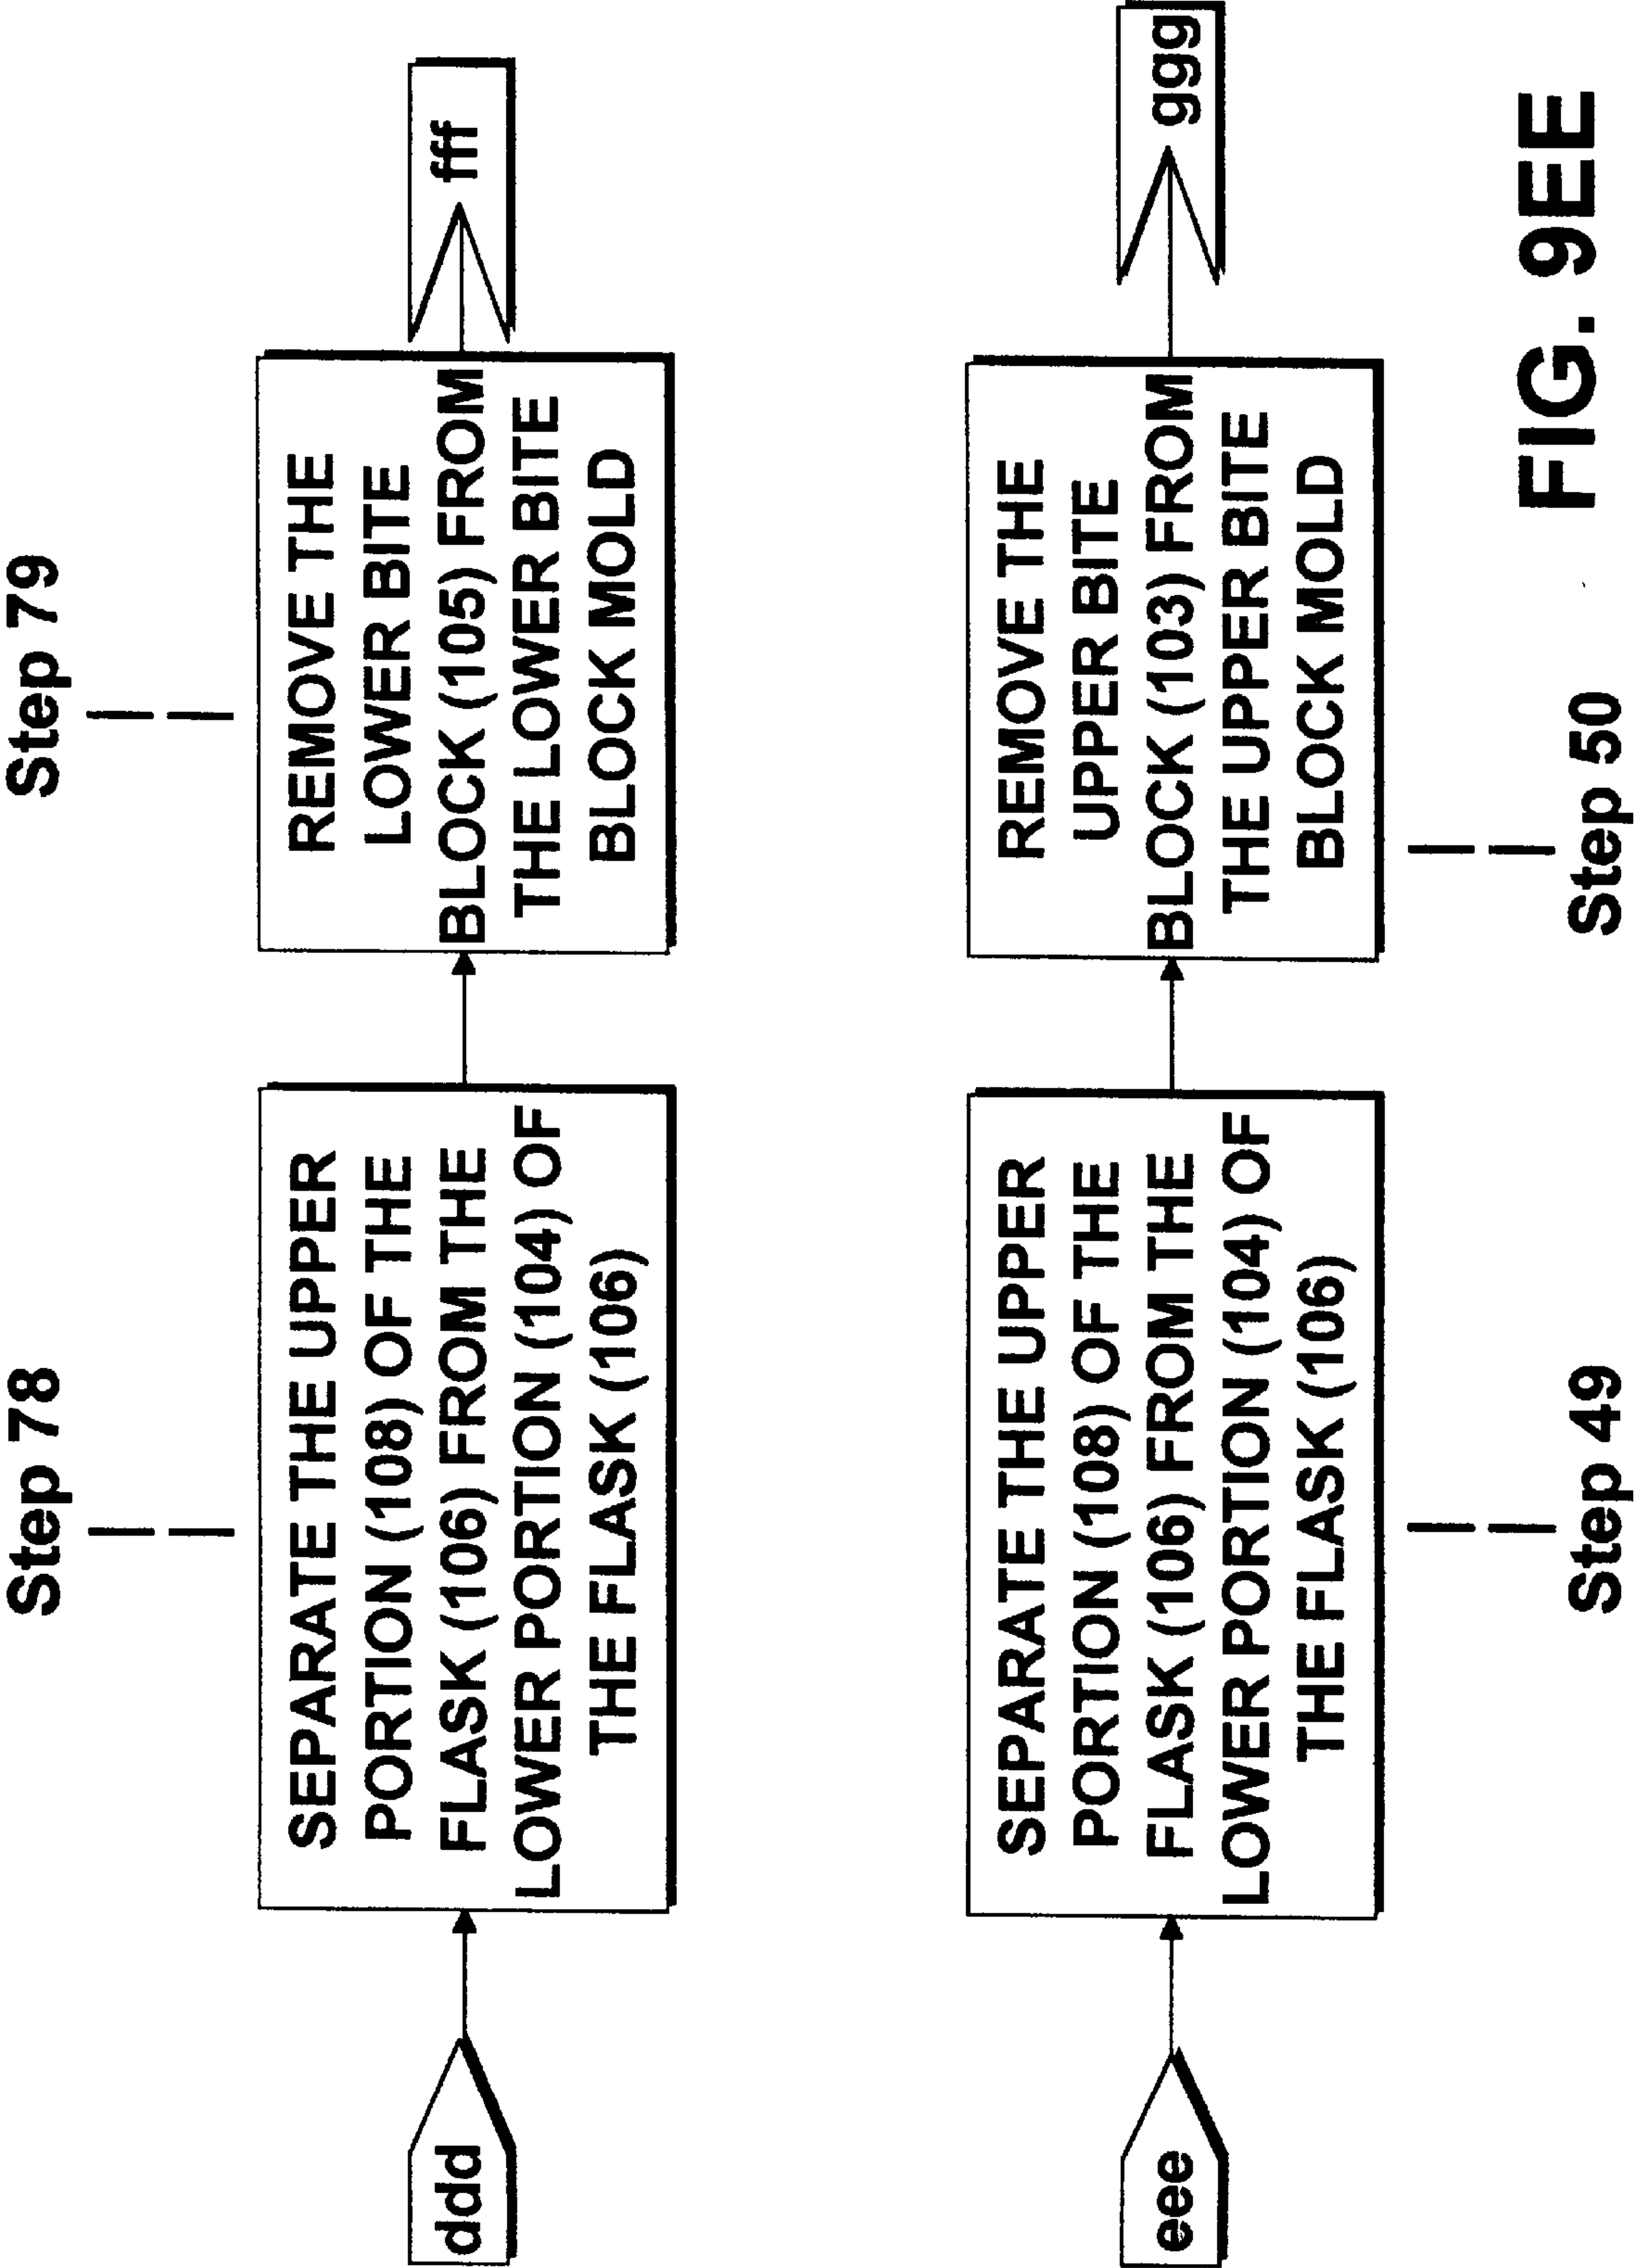 Step 78
Step 79
ddd
SEPARATE THE UPPER
PORTION (108) OF THE
FLASK (106) FROM THE
LOWER PORTION (104) OF
THE FLASK (106)
REMOVE THE
LOWER BITE
BLOCK (105) FROM
THE LOWER BITE
BLOCK MOLD
fff
eee
SEPARATE THE UPPER
PORTION (108) OF THE
FLASK (106) FROM THE
LOWER PORTION (104) OF
THE FLASK (106)
REMOVE THE
UPPER BITE
BLOCK (103) FROM
THE UPPER BITE
BLOCK MOLD
ggg
Step 49
Step 50
FIG. 9EE